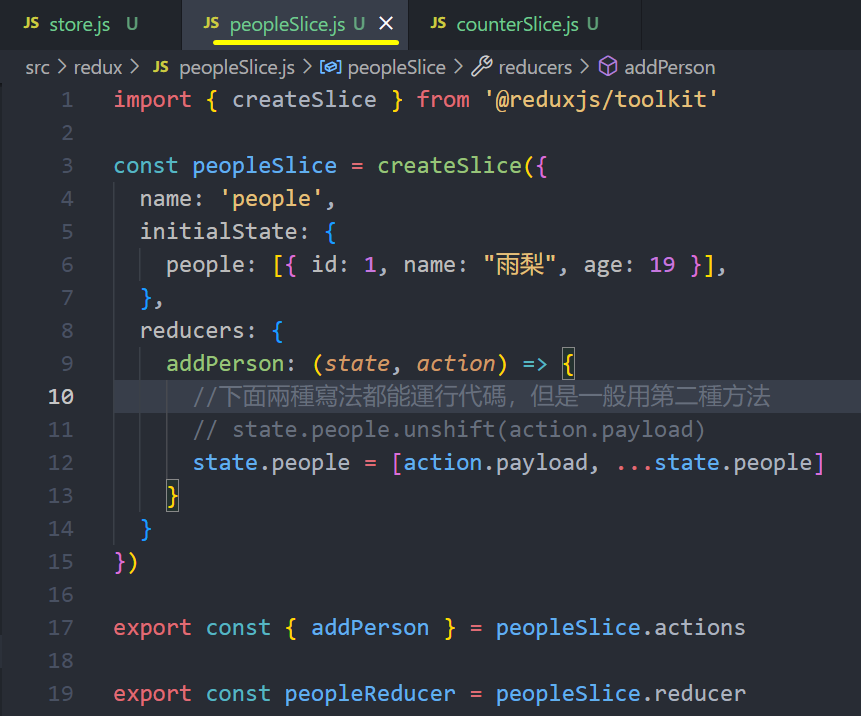 JS store.js U JS peopleSlice.js U × JS counterSlice.js U
src > redux > JS peopleSlice.js > peopleSlice > reducers > addPerson
1 import { createSlice } from '@reduxjs/toolkit'
2
3 const peopleSlice = createSlice({
4 name: 'people',
5 initialState: {
6 people: [{ id: 1, name: "雨梨", age: 19 }],
7 },
8 reducers: {
9 addPerson: (state, action) => {
10 //下面兩種寫法都能運行代碼，但是一般用第二種方法
11 // state.people.unshift(action.payload)
12 state.people = [action.payload, ...state.people]
13 }
14 }
15 })
16
17 export const { addPerson } = peopleSlice.actions
18
19 export const peopleReducer = peopleSlice.reducer